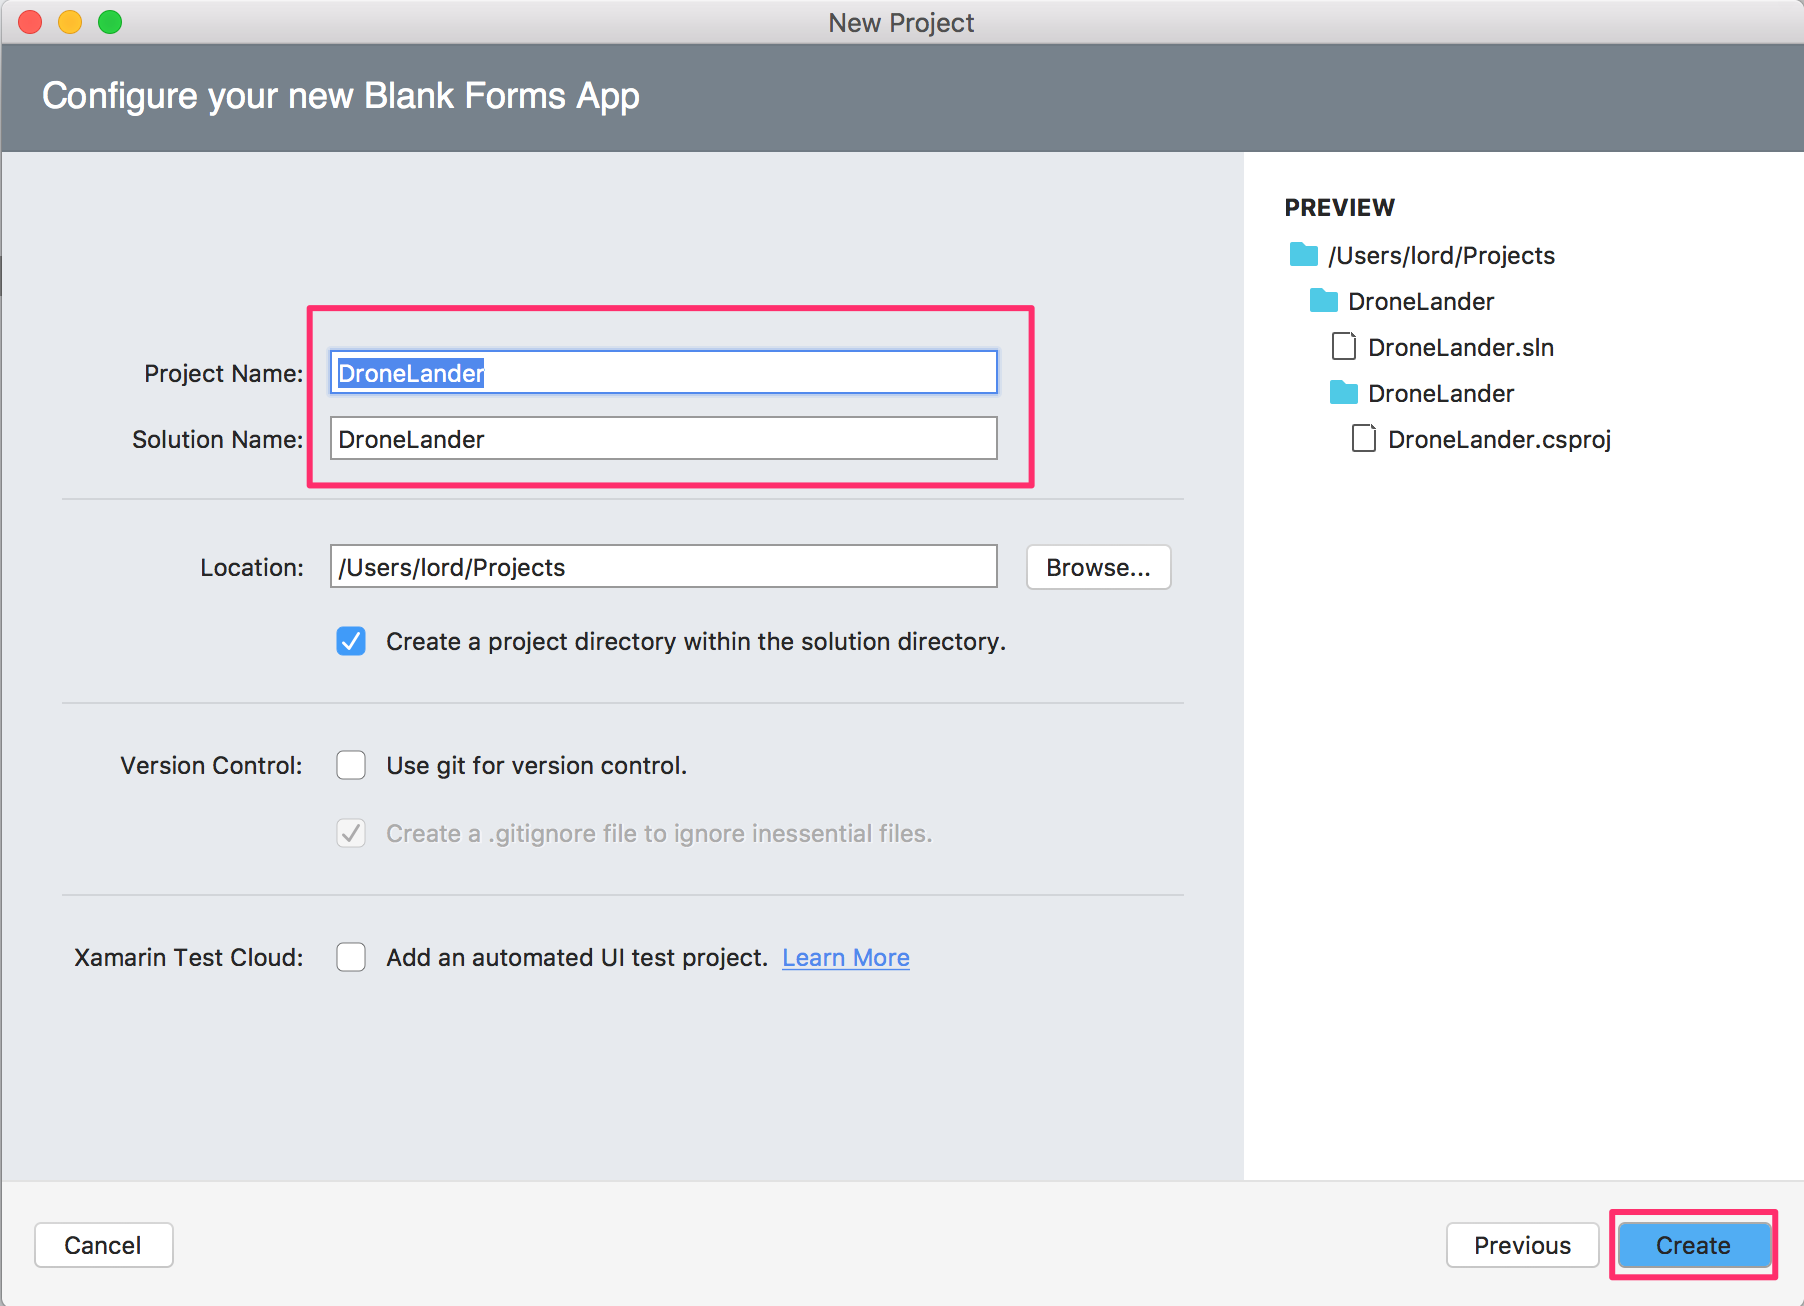 New Project
Configure your new Blank Forms App
Project Name: DroneLander
Solution Name: DroneLander
Location: /Users/lord/Projects Browse...
Create a project directory within the solution directory.
Version Control: Use git for version control.
Create a .gitignore file to ignore inessential files.
Xamarin Test Cloud: Add an automated UI test project. Learn More
PREVIEW
/Users/lord/Projects
DroneLander
DroneLander.sln
DroneLander
DroneLander.csproj
Cancel Previous Create